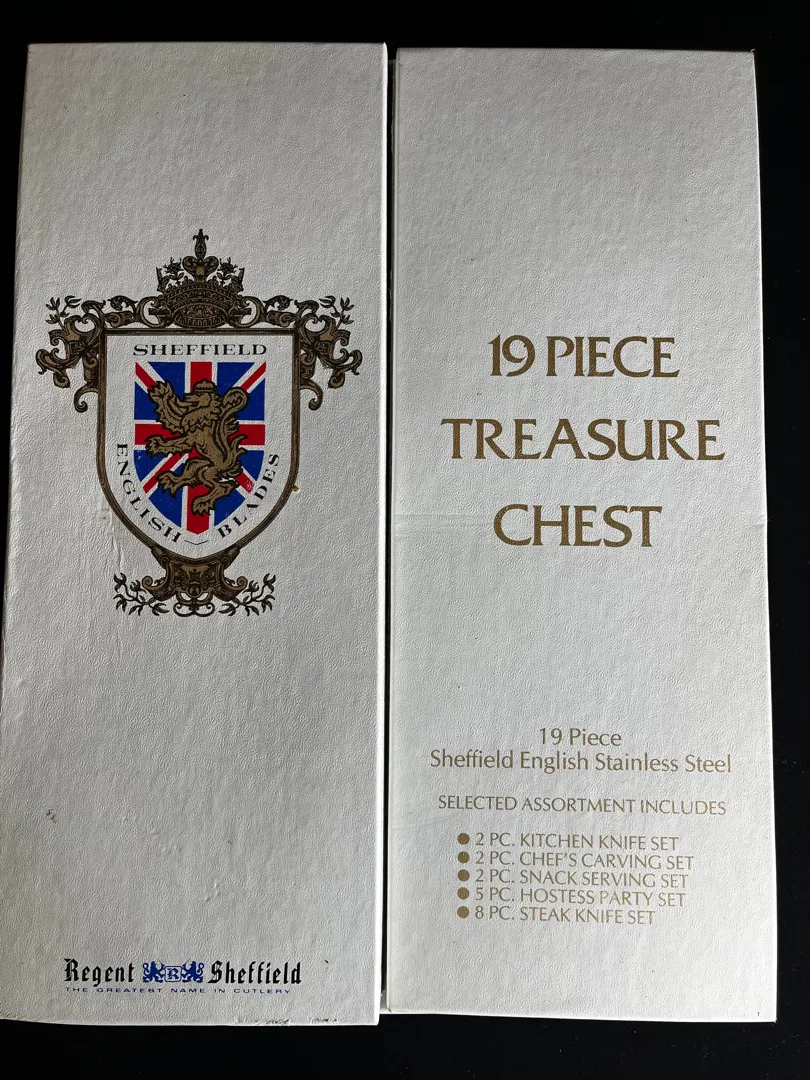 SHEFFIELD
ENGLISH BLADES
Regent R Sheffield
THE GREATEST NAME IN CUTLERY
19 PIECE
TREASURE
CHEST
19 Piece
Sheffield English Stainless Steel
SELECTED ASSORTMENT INCLUDES
● 2 PC. KITCHEN KNIFE SET
● 2 PC. CHEF'S CARVING SET
● 2 PC. SNACK SERVING SET
● 5 PC. HOSTESS PARTY SET
● 8 PC. STEAK KNIFE SET